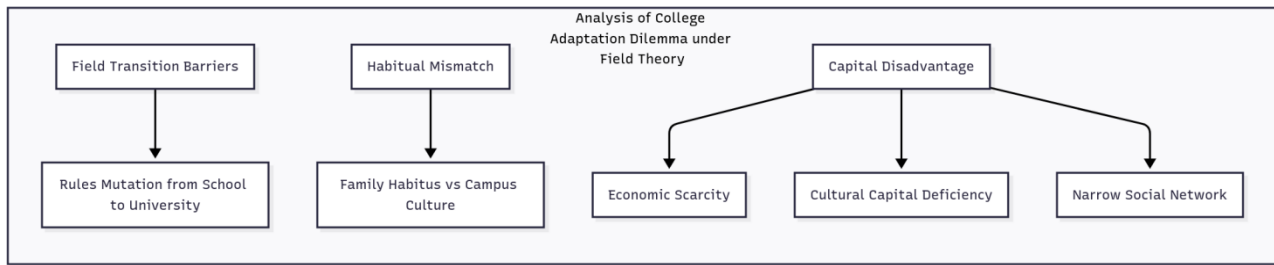 Analysis of College
Adaptation Dilemma under
Field Theory
Field Transition Barriers
Habitual Mismatch
Capital Disadvantage
Rules Mutation from School
to University
Family Habitus vs Campus
Culture
Economic Scarcity
Cultural Capital Deficiency
Narrow Social Network